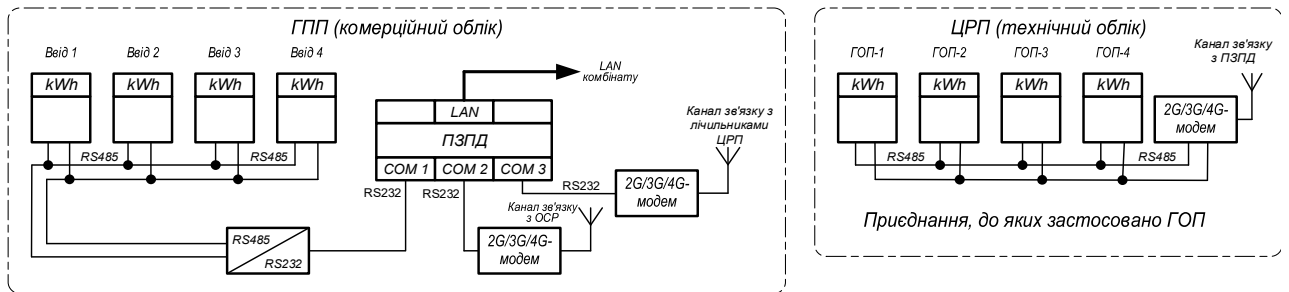 ГПП (комерційний облік)
Ввід 1
Ввід 2
Ввід 3
Ввід 4
kWh
kWh
kWh
kWh
RS485
RS485
LAN
комбінату
LAN
ПЗПД
COM 1
COM 2
COM 3
RS232
RS232
RS232
Канал зв'язку з
лічильниками
ЦРП
2G/3G/4G-
модем
Канал зв'язку
з ОСР
2G/3G/4G-
модем
RS485
RS232
ЦРП (технічний облік)
ГОП-1
ГОП-2
ГОП-3
ГОП-4
kWh
kWh
kWh
kWh
Канал зв'язку
з ПЗПД
2G/3G/4G-
модем
RS485
RS485
Приєднання, до яких застосовано ГОП